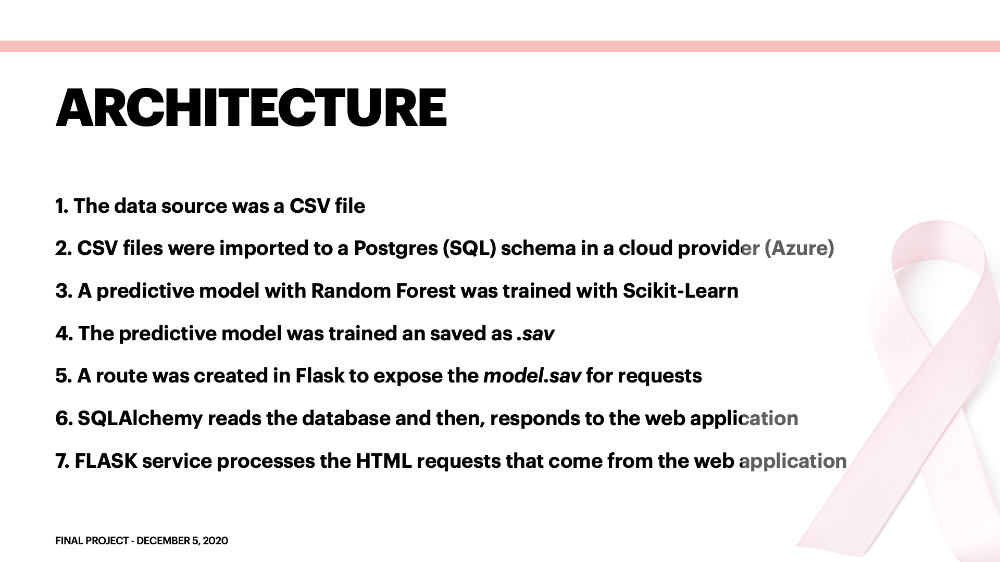 ARCHITECTURE
1. The data source was a CSV file
2. CSV files were imported to a Postgres (SQL) schema in a cloud provider (Azure)
3. A predictive model with Random Forest was trained with Scikit-Learn
4. The predictive model was trained an saved as .sav
5. A route was created in Flask to expose the model.sav for requests
6. SQLAlchemy reads the database and then, responds to the web application
7. FLASK service processes the HTML requests that come from the web application
FINAL PROJECT - DECEMBER 5, 2020